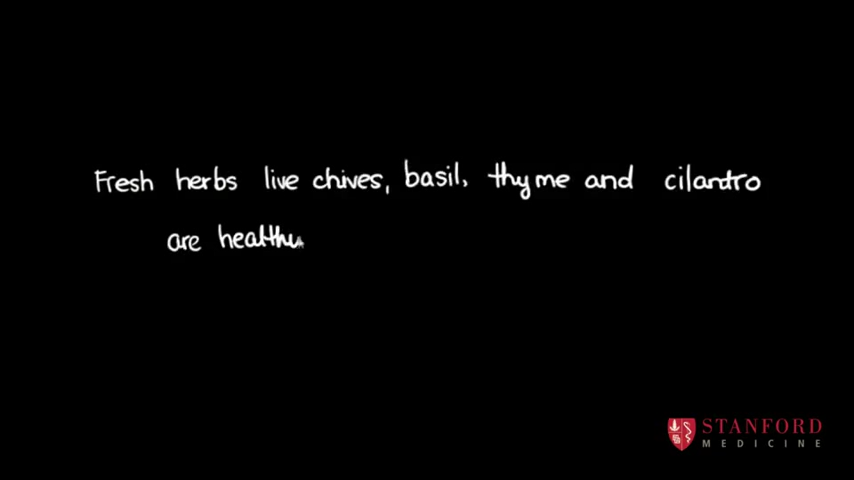 Fresh herbs live chives, basil, thyme and cilantro
are healthy
STANFORD
MEDICINE